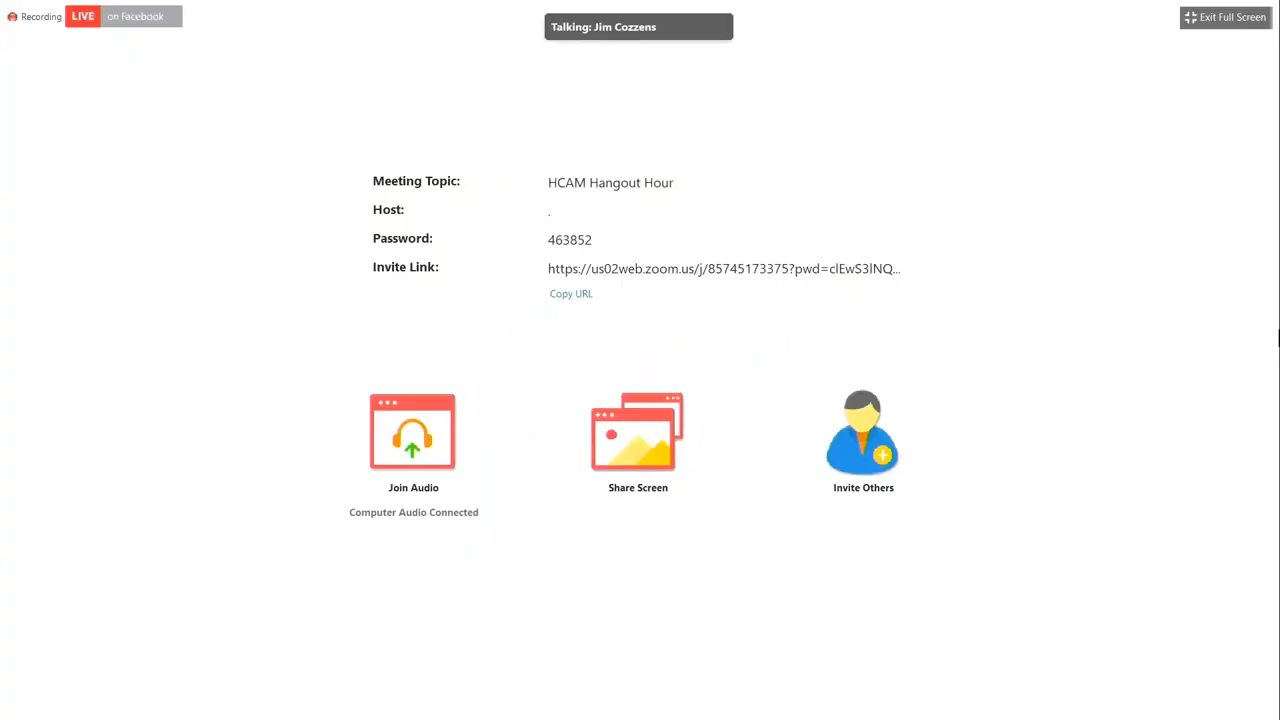 Recording LIVE on Facebook
Talking: Jim Cozzens
Exit Full Screen
Meeting Topic: HCAM Hangout Hour
Host: .
Password: 463852
Invite Link: https://us02web.zoom.us/j/85745173375?pwd=clEwS3lNQ...
Copy URL
Join Audio
Share Screen
Invite Others
Computer Audio Connected